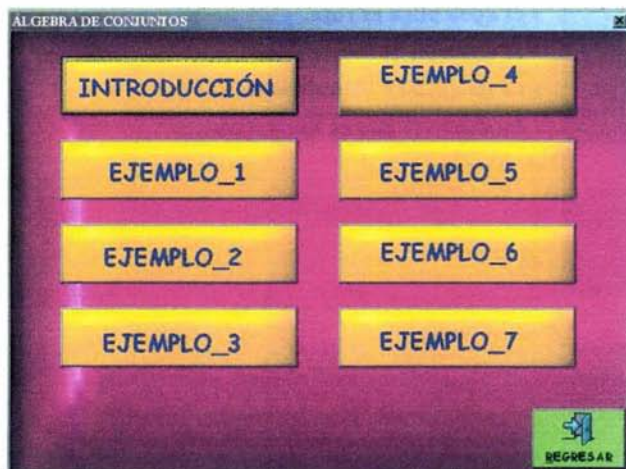 ÁLGEBRA DE CONJUNTOS
INTRODUCCIÓN
EJEMPLO_1
EJEMPLO_2
EJEMPLO_3
EJEMPLO_4
EJEMPLO_5
EJEMPLO_6
EJEMPLO_7
REGRESAR